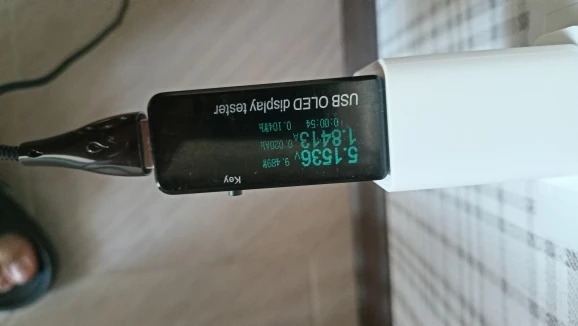 Key
5.1536V 9.489W
1.8413A 0.020Ah
0:00:54 0.104Wh
USB OLED display tester